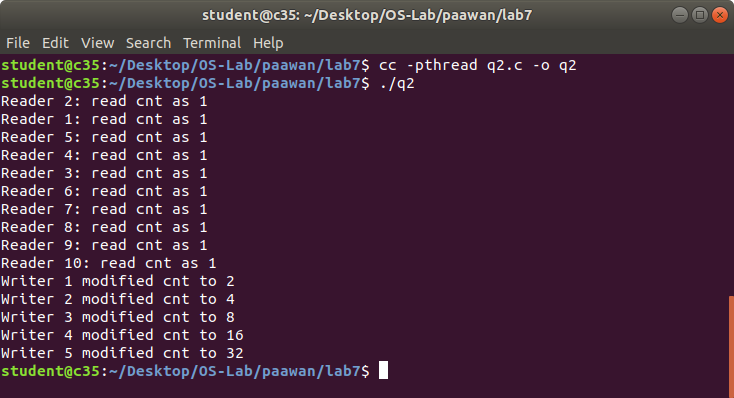 student@c35: ~/Desktop/OS-Lab/paawan/lab7
File Edit View Search Terminal Help
student@c35:~/Desktop/OS-Lab/paawan/lab7$ cc -pthread q2.c -o q2
student@c35:~/Desktop/OS-Lab/paawan/lab7$ ./q2
Reader 2: read cnt as 1
Reader 1: read cnt as 1
Reader 5: read cnt as 1
Reader 4: read cnt as 1
Reader 3: read cnt as 1
Reader 6: read cnt as 1
Reader 7: read cnt as 1
Reader 8: read cnt as 1
Reader 9: read cnt as 1
Reader 10: read cnt as 1
Writer 1 modified cnt to 2
Writer 2 modified cnt to 4
Writer 3 modified cnt to 8
Writer 4 modified cnt to 16
Writer 5 modified cnt to 32
student@c35:~/Desktop/OS-Lab/paawan/lab7$